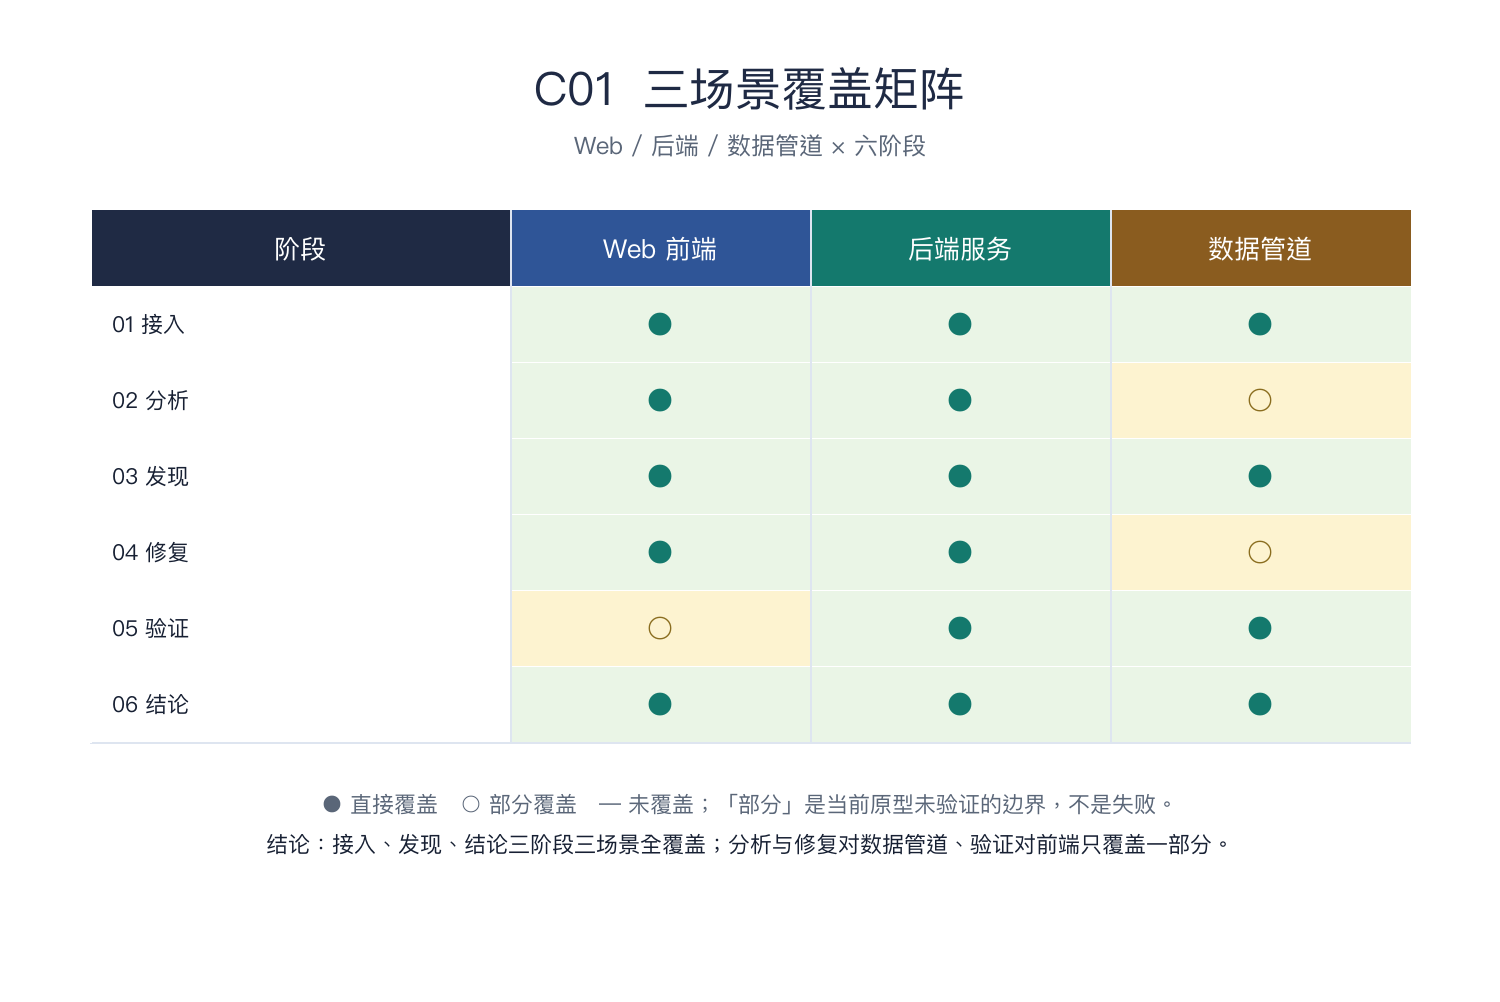 C01 三场景覆盖矩阵
Web / 后端 / 数据管道 × 六阶段
阶段 Web 前端 后端服务 数据管道
01 接入 ● ● ●
02 分析 ● ● ○
03 发现 ● ● ●
04 修复 ● ● ○
05 验证 ○ ● ●
06 结论 ● ● ●
● 直接覆盖 ○ 部分覆盖 — 未覆盖；「部分」是当前原型未验证的边界，不是失败。
结论：接入、发现、结论三阶段三场景全覆盖；分析与修复对数据管道、验证对前端只覆盖一部分。